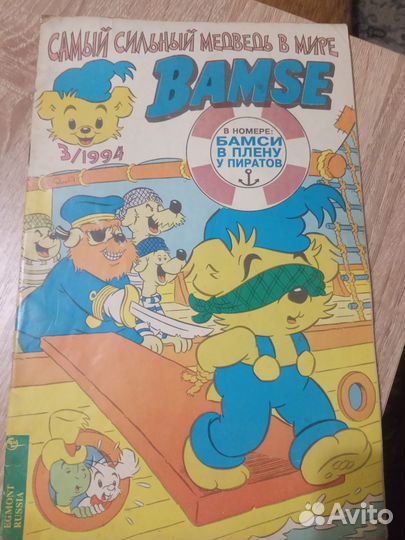 САМЫЙ СИЛЬНЫЙ МЕДВЕДЬ В МИРЕ
BAMSE
3/1994
В НОМЕРЕ:
БАМСИ
В ПЛЕНУ
У ПИРАТОВ
EGMONT
RUSSIA
Avito